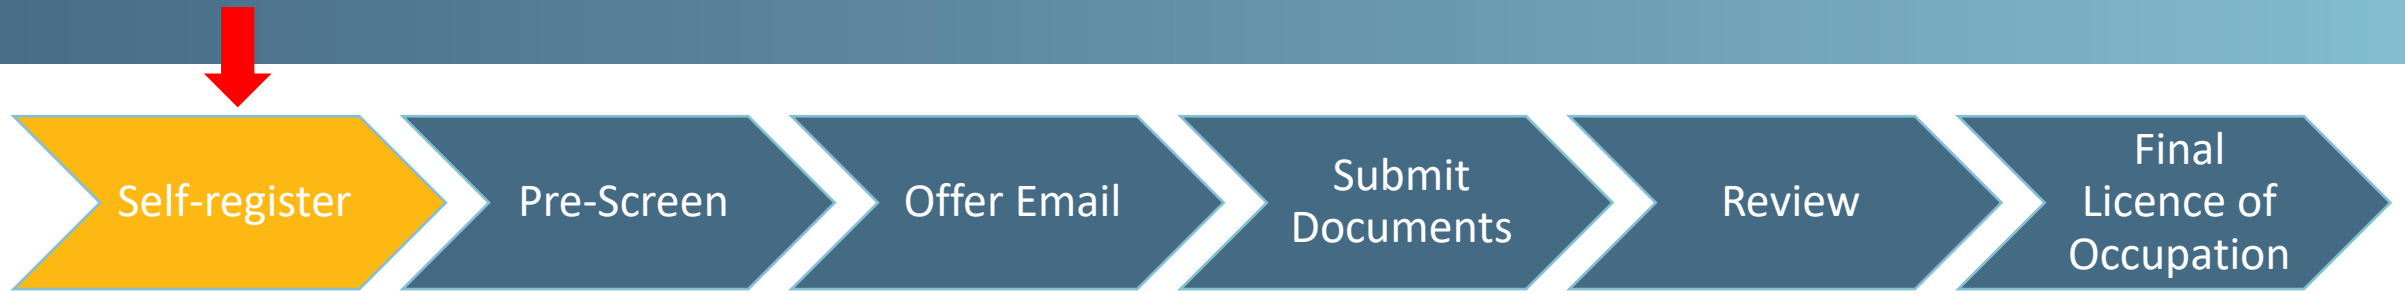 Self-register
Pre-Screen
Offer Email
Submit
Documents
Review
Final
Licence of
Occupation